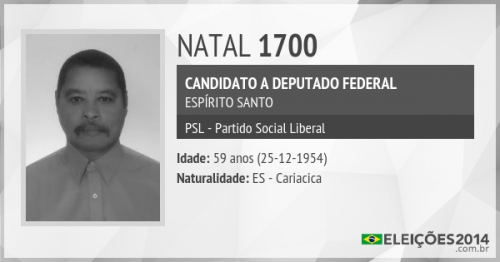 NATAL 1700
CANDIDATO A DEPUTADO FEDERAL
ESPÍRITO SANTO
PSL - Partido Social Liberal
Idade: 59 anos (25-12-1954)
Naturalidade: ES - Cariacica
ELEIÇÕES2014
.com.br